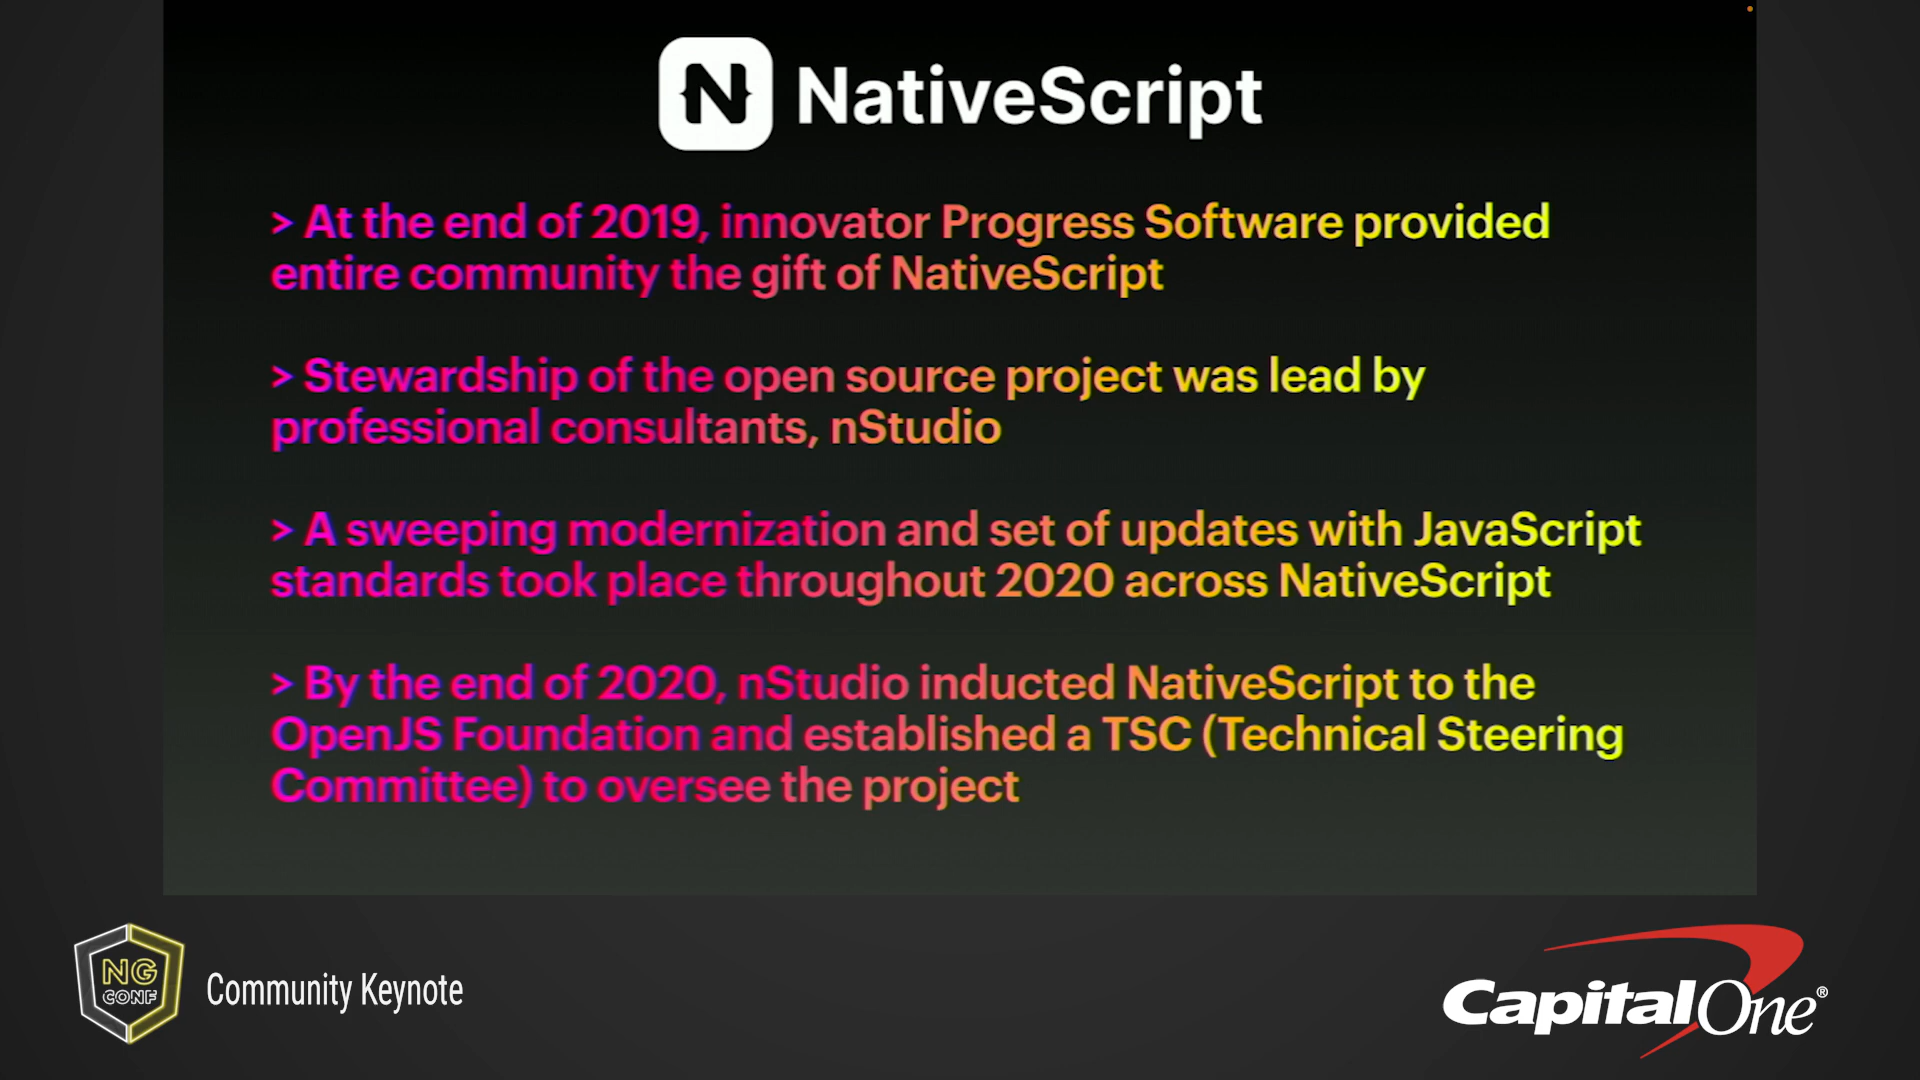 N NativeScript
> At the end of 2019, innovator Progress Software provided
entire community the gift of NativeScript
> Stewardship of the open source project was lead by
professional consultants, nStudio
> A sweeping modernization and set of updates with JavaScript
standards took place throughout 2020 across NativeScript
> By the end of 2020, nStudio inducted NativeScript to the
OpenJS Foundation and established a TSC (Technical Steering
Committee) to oversee the project
NG
CONF
Community Keynote
CapitalOne®